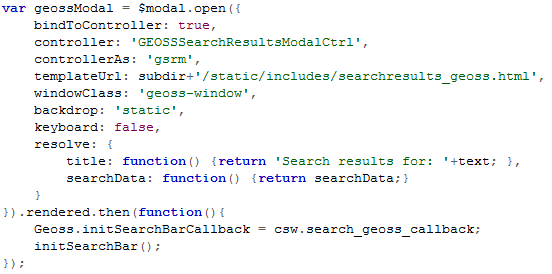 var geossModal = $modal.open({
    bindToController: true,
    controller: 'GEOSSSearchResultsModalCtrl',
    controllerAs: 'gsrm',
    templateUrl: subdir+'/static/includes/searchresults_geoss.html',
    windowClass: 'geoss-window',
    backdrop: 'static',
    keyboard: false,
    resolve: {
        title: function() {return 'Search results for: '+text; },
        searchData: function() {return searchData;}
    }
}).rendered.then(function(){
    Geoss.initSearchBarCallback = csw.search_geoss_callback;
    initSearchBar();
});